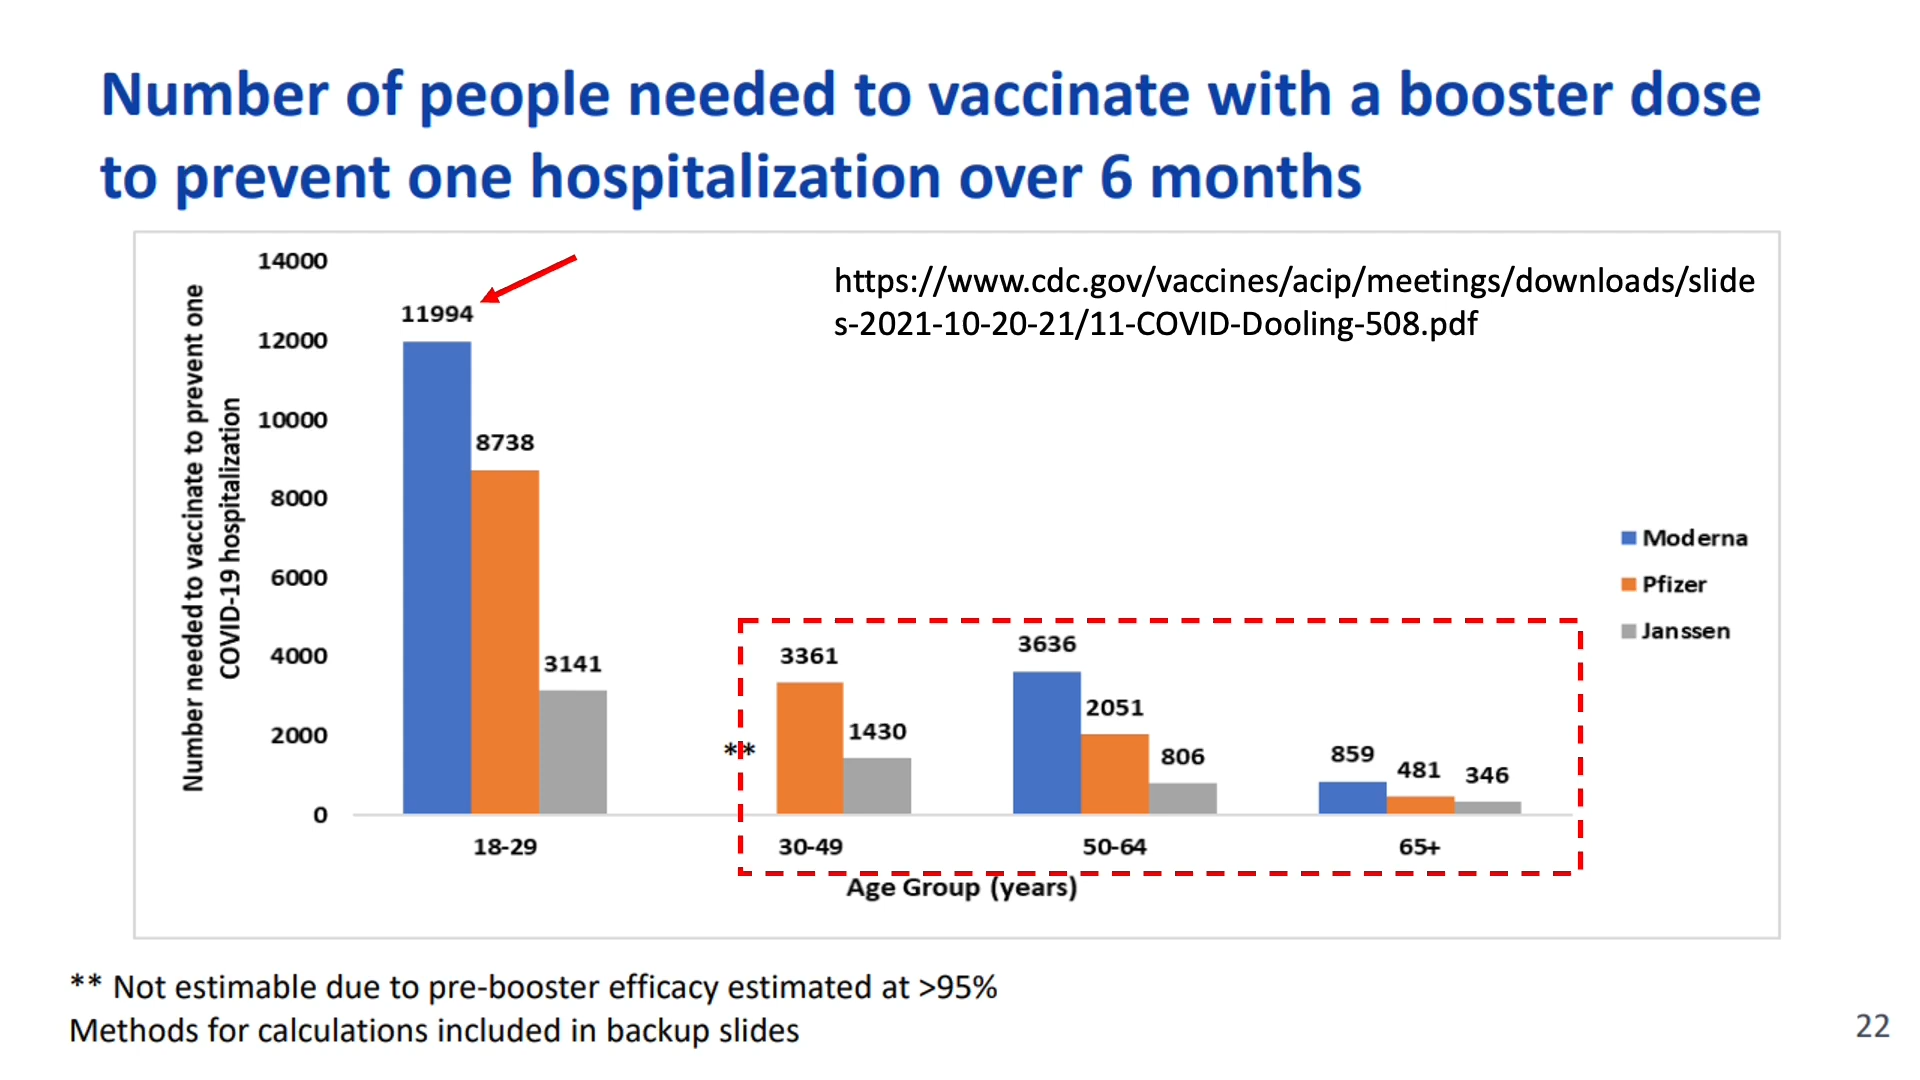 Number of people needed to vaccinate with a booster dose
to prevent one hospitalization over 6 months
https://www.cdc.gov/vaccines/acip/meetings/downloads/slide
s-2021-10-20-21/11-COVID-Dooling-508.pdf
Number needed to vaccinate to prevent one
COVID-19 hospitalization
14000
12000
10000
8000
6000
4000
2000
0
11994
8738
3141
**
3361
1430
3636
2051
806
859
481
346
18-29
30-49
50-64
65+
Age Group (years)
Moderna
Pfizer
Janssen
** Not estimable due to pre-booster efficacy estimated at >95%
Methods for calculations included in backup slides
22